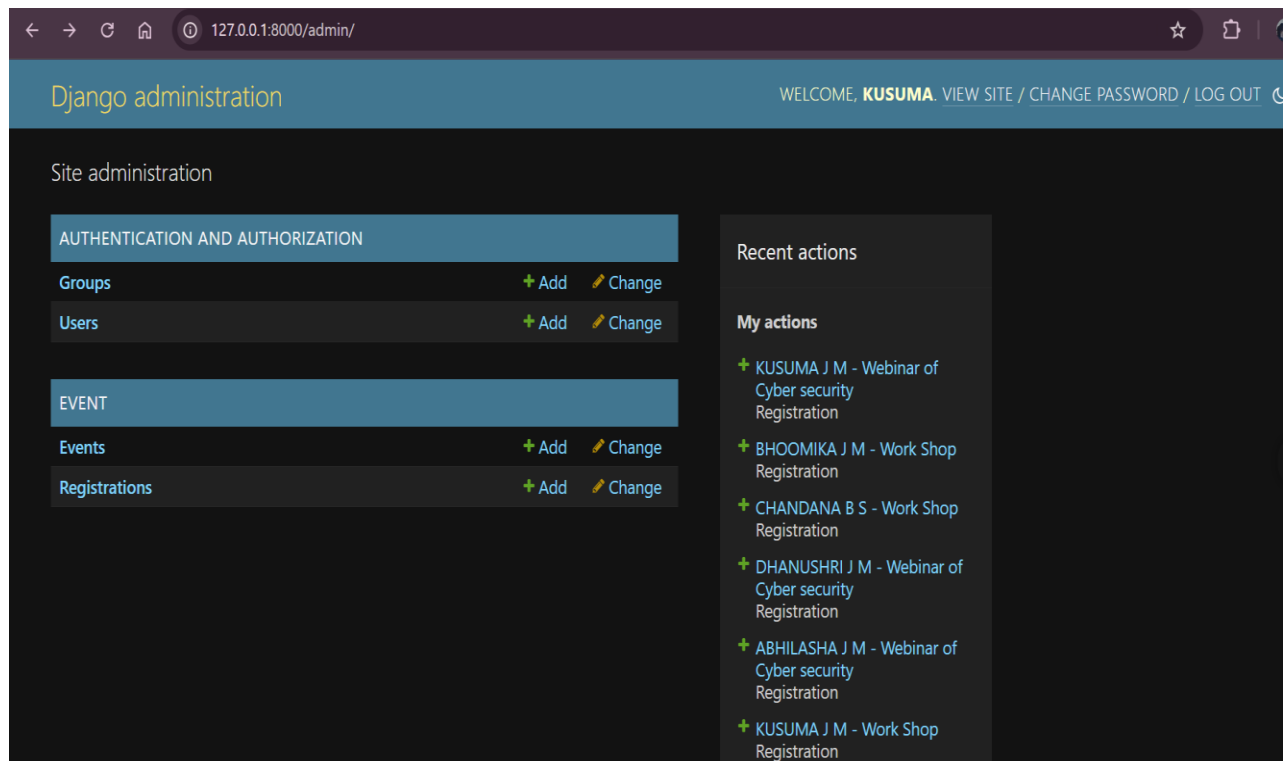 127.0.0.1:8000/admin/
Django administration
WELCOME, KUSUMA. VIEW SITE / CHANGE PASSWORD / LOG OUT
Site administration
AUTHENTICATION AND AUTHORIZATION
Groups + Add Change
Users + Add Change
EVENT
Events + Add Change
Registrations + Add Change
Recent actions
My actions
+ KUSUMA J M - Webinar of
Cyber security
Registration
+ BHOOMIKA J M - Work Shop
Registration
+ CHANDANA B S - Work Shop
Registration
+ DHANUSHRI J M - Webinar of
Cyber security
Registration
+ ABHILASHA J M - Webinar of
Cyber security
Registration
+ KUSUMA J M - Work Shop
Registration